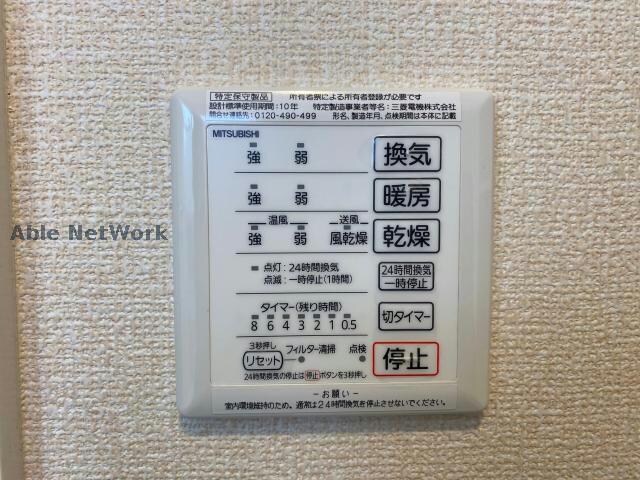 特定保守製品 所有者票による所有者登録が必要です
設計標準使用期間：10年 特定製造事業者等名：三菱電機株式会社
問合せ連絡先：0120-490-499 形名、製造年月、点検期間は本体に記載
MITSUBISHI
強 弱 換気
強 弱 暖房
温風 送風
強 弱 風乾燥 乾燥
点灯：24時間換気
点滅：一時停止(1時間)
24時間換気
一時停止
タイマー(残り時間)
8 6 4 3 2 1 0.5
切タイマー
3秒押し
リセット フィルター清掃 点検
停止
24時間換気の停止は停止ボタンを3秒押し
－お願い－
室内環境維持のため、通常は24時間換気を停止させないでください。
Able NetWork